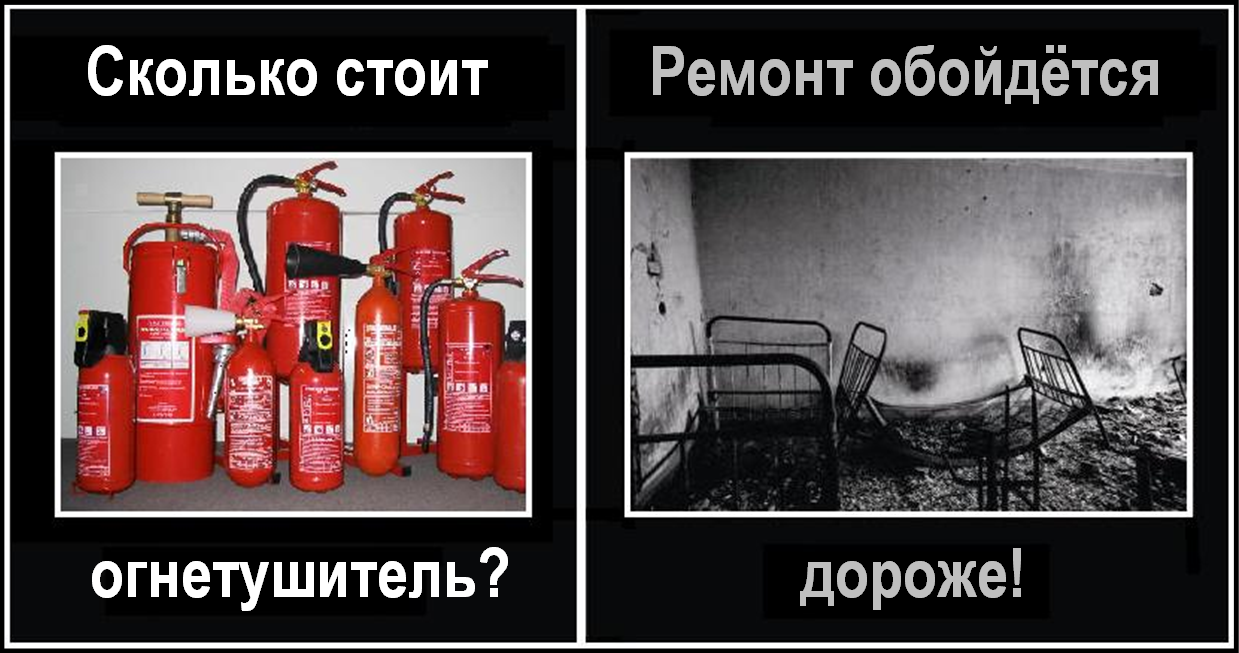 Сколько стоит
огнетушитель?
Ремонт обойдётся
дороже!